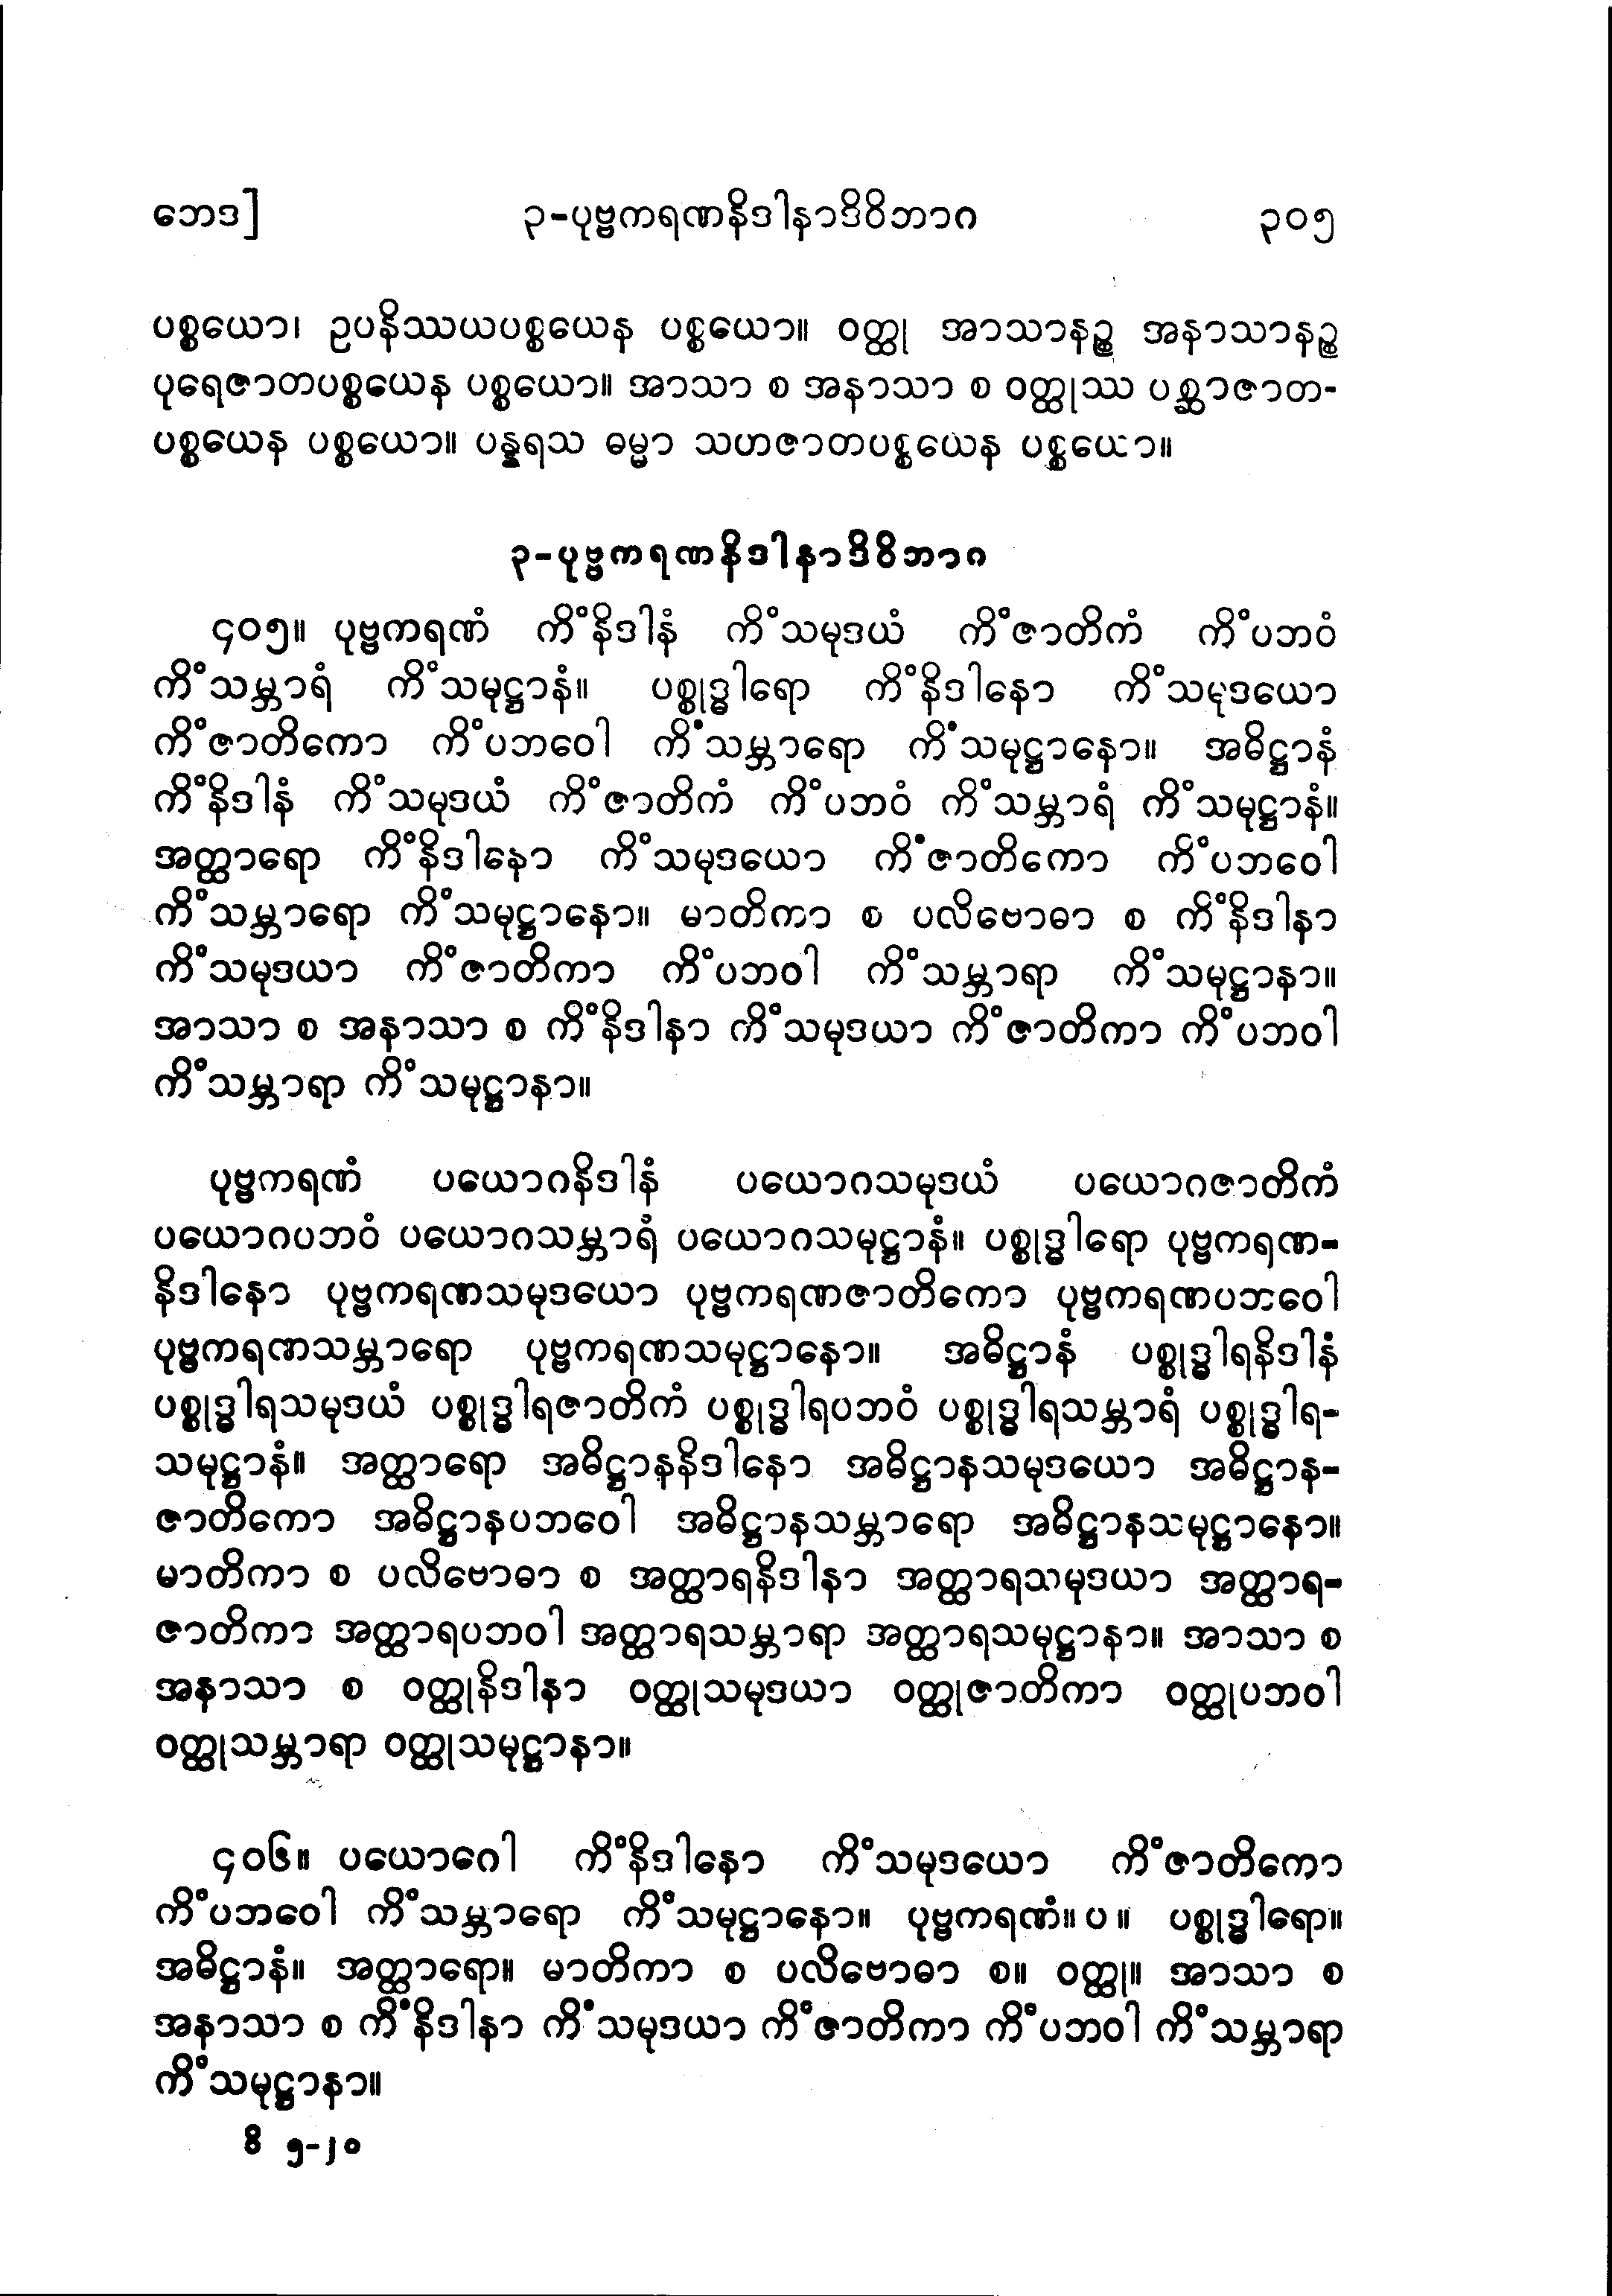 ဘေဒ] ၃-ပုဗ္ဗကရဏနိဒါနာဒိဝိဘာဂ ၃၀၅
ပစ္စယော၊ ဥပနိဿယပစ္စယေန ပစ္စယော။ ဝတ္ထု အာသာနဉ္စ အနာသာနဉ္စ
ပုရေဇာတပစ္စယေန ပစ္စယော။ အာသာ စ အနာသာ စ ဝတ္ထုဿ ပစ္ဆာဇာတ-
ပစ္စယေန ပစ္စယော။ ပန္နရသ ဓမ္မာ သဟဇာတပစ္စယေန ပစ္စယော။
၃-ပုဗ္ဗကရဏနိဒါနာဒိဝိဘာဂ
၄၀၅။ ပုဗ္ဗကရဏံ ကိံနိဒါနံ ကိံသမုဒယံ ကိံဇာတိကံ ကိံပဘဝံ
ကိံသမ္ဘာရံ ကိံသမုဋ္ဌာနံ။ ပစ္စုဒ္ဓါရော ကိံနိဒါနော ကိံသမုဒယော
ကိံဇာတိကော ကိံပဘဝေါ ကိံသမ္ဘာရော ကိံသမုဋ္ဌာနော။ အဓိဋ္ဌာနံ
ကိံနိဒါနံ ကိံသမုဒယံ ကိံဇာတိကံ ကိံပဘဝံ ကိံသမ္ဘာရံ ကိံသမုဋ္ဌာနံ။
အတ္ထာရော ကိံနိဒါနော ကိံသမုဒယော ကိံဇာတိကော ကိံပဘဝေါ
ကိံသမ္ဘာရော ကိံသမုဋ္ဌာနော။ မာတိကာ စ ပလိဗောဓာ စ ကိံနိဒါနာ
ကိံသမုဒယာ ကိံဇာတိကာ ကိံပဘဝါ ကိံသမ္ဘာရာ ကိံသမုဋ္ဌာနာ။
အာသာ စ အနာသာ စ ကိံနိဒါနာ ကိံသမုဒယာ ကိံဇာတိကာ ကိံပဘဝါ
ကိံသမ္ဘာရာ ကိံသမုဋ္ဌာနာ။
ပုဗ္ဗကရဏံ ပယောဂနိဒါနံ ပယောဂသမုဒယံ ပယောဂဇာတိကံ
ပယောဂပဘဝံ ပယောဂသမ္ဘာရံ ပယောဂသမုဋ္ဌာနံ။ ပစ္စုဒ္ဓါရော ပုဗ္ဗကရဏ-
နိဒါနော ပုဗ္ဗကရဏသမုဒယော ပုဗ္ဗကရဏဇာတိကော ပုဗ္ဗကရဏပဘဝေါ
ပုဗ္ဗကရဏသမ္ဘာရော ပုဗ္ဗကရဏသမုဋ္ဌာနော။ အဓိဋ္ဌာနံ ပစ္စုဒ္ဓါရနိဒါနံ
ပစ္စုဒ္ဓါရသမုဒယံ ပစ္စုဒ္ဓါရဇာတိကံ ပစ္စုဒ္ဓါရပဘဝံ ပစ္စုဒ္ဓါရသမ္ဘာရံ ပစ္စုဒ္ဓါရ-
သမုဋ္ဌာနံ။ အတ္ထာရော အဓိဋ္ဌာနနိဒါနော အဓိဋ္ဌာနသမုဒယော အဓိဋ္ဌာန-
ဇာတိကော အဓိဋ္ဌာနပဘဝေါ အဓိဋ္ဌာနသမ္ဘာရော အဓိဋ္ဌာနသမုဋ္ဌာနော။
မာတိကာ စ ပလိဗောဓာ စ အတ္ထာရနိဒါနာ အတ္ထာရသမုဒယာ အတ္ထာရ-
ဇာတိကာ အတ္ထာရပဘဝါ အတ္ထာရသမ္ဘာရာ အတ္ထာရသမုဋ္ဌာနာ။ အာသာ စ
အနာသာ စ ဝတ္ထုနိဒါနာ ဝတ္ထုသမုဒယာ ဝတ္ထုဇာတိကာ ဝတ္ထုပဘဝါ
ဝတ္ထုသမ္ဘာရာ ဝတ္ထုသမုဋ္ဌာနာ။
၄၀၆။ ပယောဂေါ ကိံနိဒါနော ကိံသမုဒယော ကိံဇာတိကော
ကိံပဘဝေါ ကိံသမ္ဘာရော ကိံသမုဋ္ဌာနော။ ပုဗ္ဗကရဏံ။ပ။ ပစ္စုဒ္ဓါရော။
အဓိဋ္ဌာနံ။ အတ္ထာရော။ မာတိကာ စ ပလိဗောဓာ စ။ ဝတ္ထု။ အာသာ စ
အနာသာ စ ကိံနိဒါနာ ကိံသမုဒယာ ကိံဇာတိကာ ကိံပဘဝါ ကိံသမ္ဘာရာ
ကိံသမုဋ္ဌာနာ။
ဝိ ၅-၂၀